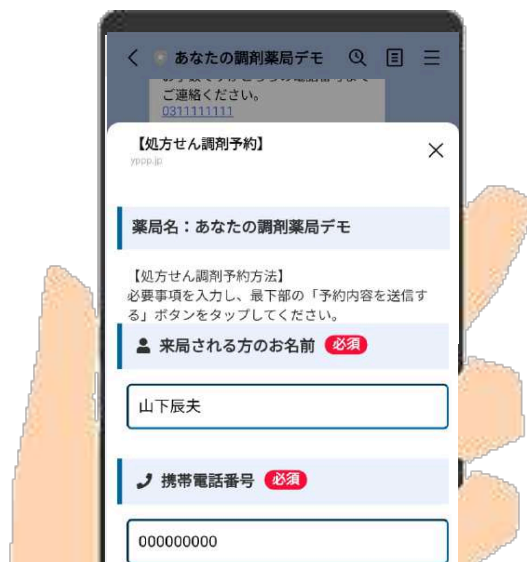 あなたの調剤薬局デモ
ご連絡ください。
0311111111
【処方せん調剤予約】
yppp.jp
薬局名：あなたの調剤薬局デモ
【処方せん調剤予約方法】
必要事項を入力し、最下部の「予約内容を送信す
る」ボタンをタップしてください。
来局される方のお名前 必須
山下辰夫
携帯電話番号 必須
000000000